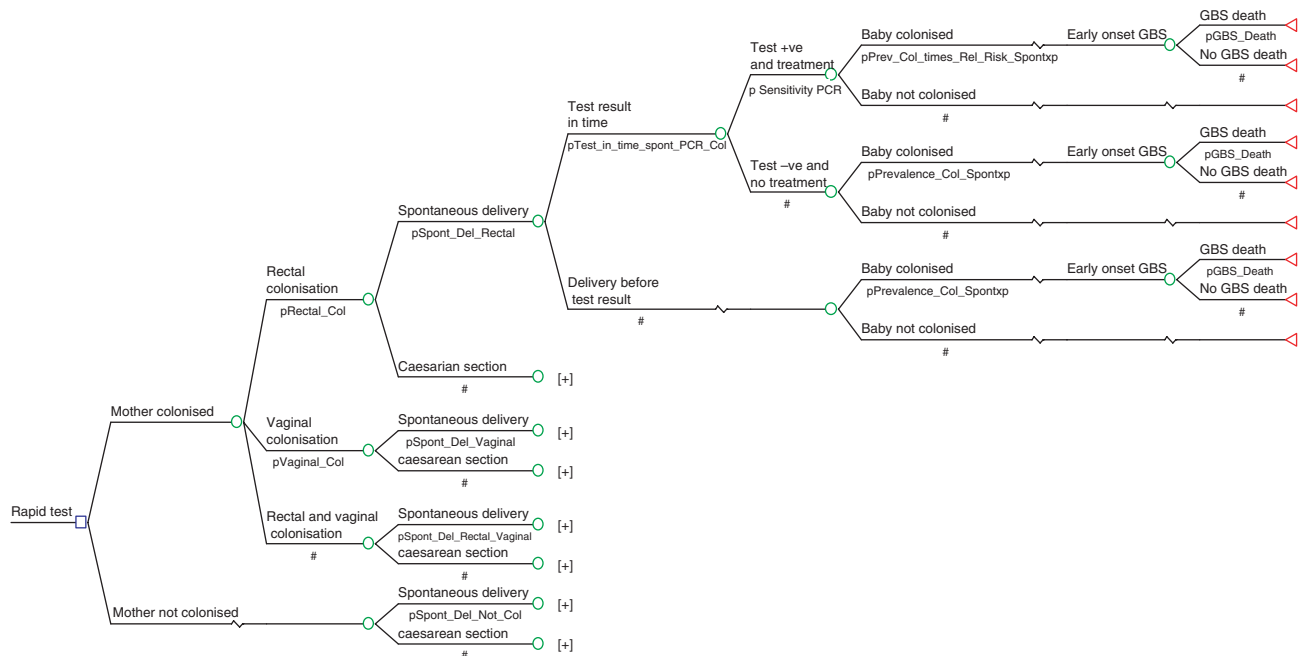 GBS death
pGBS_Death
No GBS death
#
Early onset GBS
Baby colonised
pPrev_Col_times_Rel_Risk_Spontxp
Test +ve
and treatment
p Sensitivity PCR
Baby not colonised
#
Test result
in time
pTest_in_time_spont_PCR_Col
GBS death
pGBS_Death
No GBS death
#
Early onset GBS
Baby colonised
pPrevalence_Col_Spontxp
Test –ve and
no treatment
#
Baby not colonised
#
Spontaneous delivery
pSpont_Del_Rectal
GBS death
pGBS_Death
No GBS death
#
Early onset GBS
Baby colonised
pPrevalence_Col_Spontxp
Delivery before
test result
#
Baby not colonised
#
Rectal
colonisation
pRectal_Col
Caesarian section
#
[+]
Mother colonised
Vaginal
colonisation
pVaginal_Col
Spontaneous delivery
[+]
pSpont_Del_Vaginal
caesarean section
[+]
#
Rapid test
Rectal and vaginal
colonisation
#
Spontaneous delivery
[+]
pSpont_Del_Rectal_Vaginal
caesarean section
[+]
#
Mother not colonised
Spontaneous delivery
[+]
pSpont_Del_Not_Col
caesarean section
[+]
#